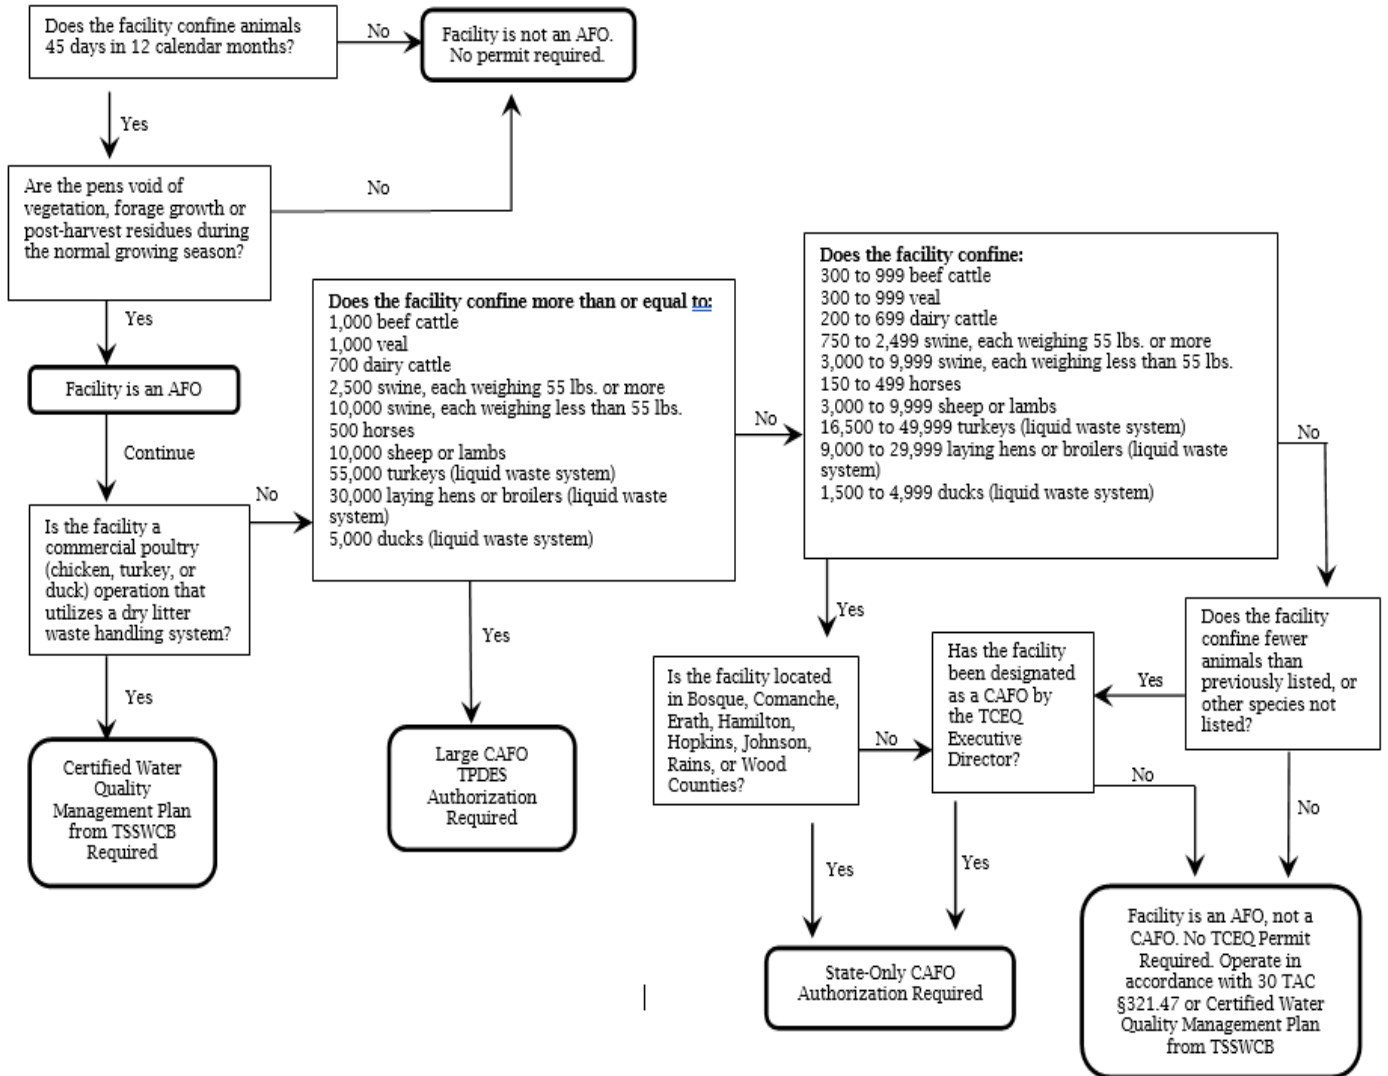 Does the facility confine animals
45 days in 12 calendar months?
No
Facility is not an AFO.
No permit required.
Yes
Are the pens void of
vegetation, forage growth or
post-harvest residues during
the normal growing season?
No
Yes
Facility is an AFO
Continue
Is the facility a
commercial poultry
(chicken, turkey, or
duck) operation that
utilizes a dry litter
waste handling system?
No
Yes
Certified Water
Quality
Management Plan
from TSSWCB
Required
Does the facility confine more than or equal to:
1,000 beef cattle
1,000 veal
700 dairy cattle
2,500 swine, each weighing 55 lbs. or more
10,000 swine, each weighing less than 55 lbs.
500 horses
10,000 sheep or lambs
55,000 turkeys (liquid waste system)
30,000 laying hens or broilers (liquid waste
system)
5,000 ducks (liquid waste system)
No
Yes
Large CAFO
TPDES
Authorization
Required
Does the facility confine:
300 to 999 beef cattle
300 to 999 veal
200 to 699 dairy cattle
750 to 2,499 swine, each weighing 55 lbs. or more
3,000 to 9,999 swine, each weighing less than 55 lbs.
150 to 499 horses
3,000 to 9,999 sheep or lambs
16,500 to 49,999 turkeys (liquid waste system)
9,000 to 29,999 laying hens or broilers (liquid waste
system)
1,500 to 4,999 ducks (liquid waste system)
No
Yes
Is the facility located
in Bosque, Comanche,
Erath, Hamilton,
Hopkins, Johnson,
Rains, or Wood
Counties?
No
Yes
Has the facility
been designated
as a CAFO by
the TCEQ
Executive
Director?
Yes
No
Yes
Does the facility
confine fewer
animals than
previously listed, or
other species not
listed?
No
State-Only CAFO
Authorization Required
Facility is an AFO, not a
CAFO. No TCEQ Permit
Required. Operate in
accordance with 30 TAC
§321.47 or Certified Water
Quality Management Plan
from TSSWCB